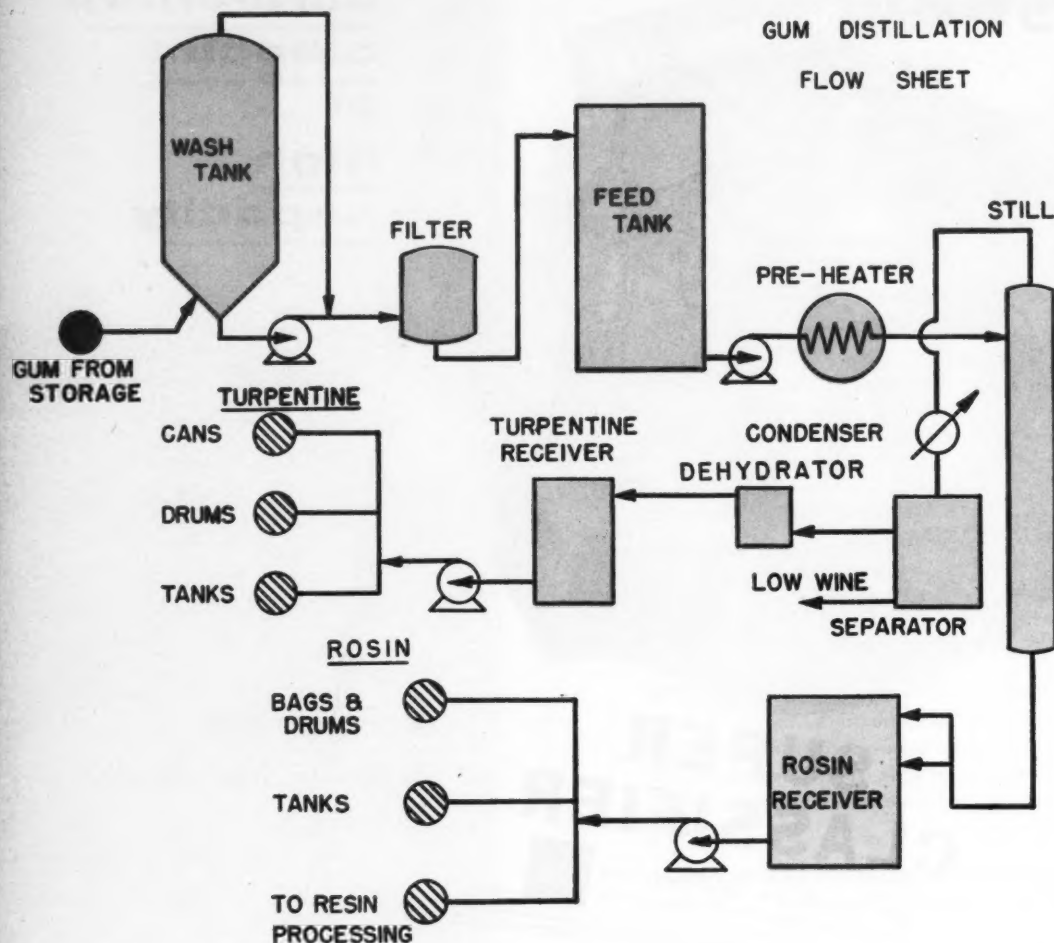 GUM DISTILLATION
FLOW SHEET
WASH
TANK
FEED
TANK
STILL
FILTER
PRE-HEATER
GUM FROM
STORAGE
TURPENTINE
CANS
DRUMS
TANKS
TURPENTINE
RECEIVER
CONDENSER
DEHYDRATOR
LOW WINE
SEPARATOR
ROSIN
BAGS &
DRUMS
TANKS
TO RESIN
PROCESSING
ROSIN
RECEIVER